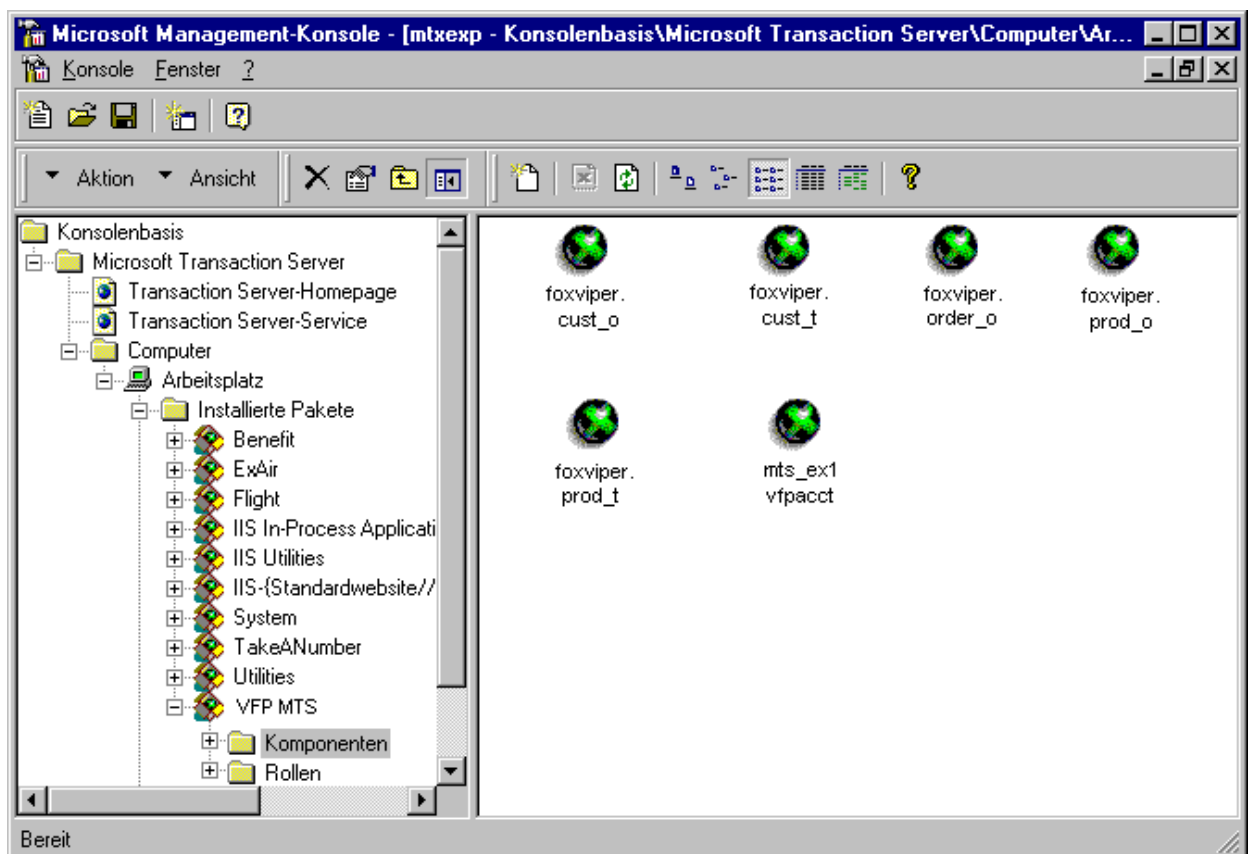 Microsoft Management-Konsole - [mtxexp - Konsolenbasis\Microsoft Transaction Server\Computer\Ar...
Konsole Fenster ?
Aktion Ansicht
Konsolenbasis
Microsoft Transaction Server
Transaction Server-Homepage
Transaction Server-Service
Computer
Arbeitsplatz
Installierte Pakete
Benefit
ExAir
Flight
IIS In-Process Applicati
IIS Utilities
IIS-{Standardwebsite//
System
TakeANumber
Utilities
VFP MTS
Komponenten
Rollen
foxviper.
cust_o
foxviper.
cust_t
foxviper.
order_o
foxviper.
prod_o
foxviper.
prod_t
mts_ex1
vfpacct
Bereit